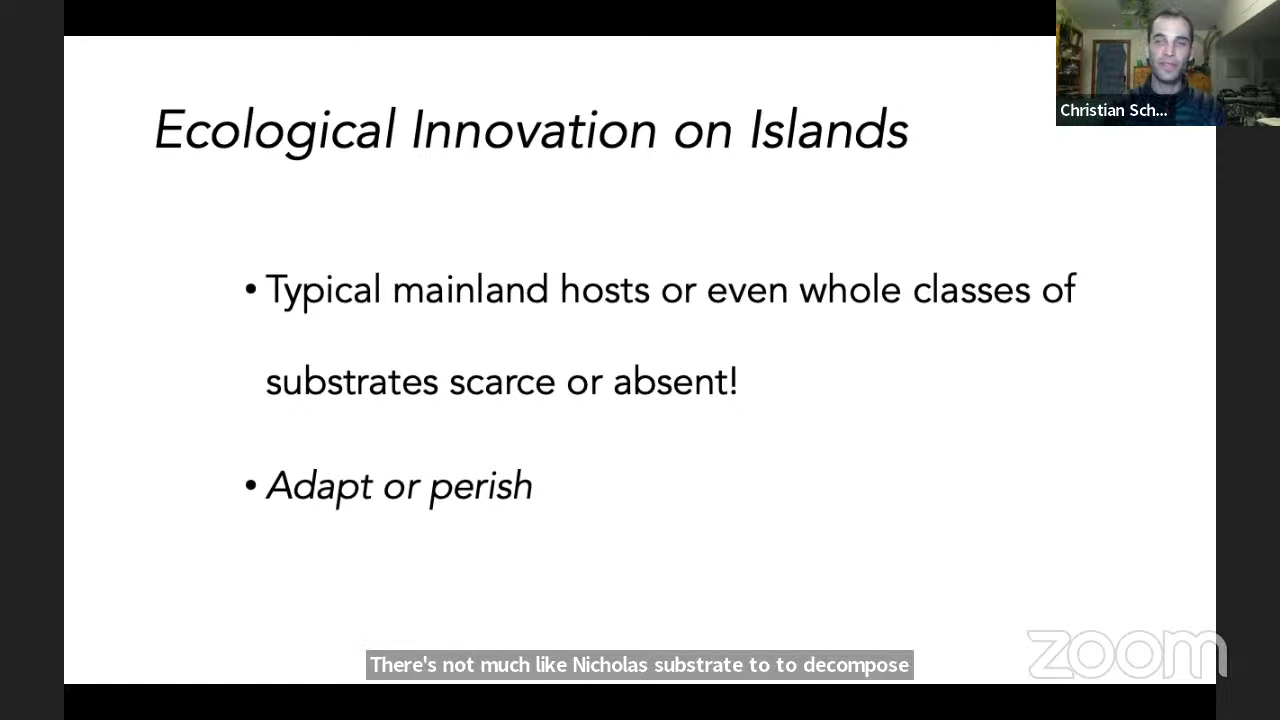 Christian Sch...
Ecological Innovation on Islands
• Typical mainland hosts or even whole classes of
substrates scarce or absent!
• Adapt or perish
There's not much like Nicholas substrate to to decompose
zoom